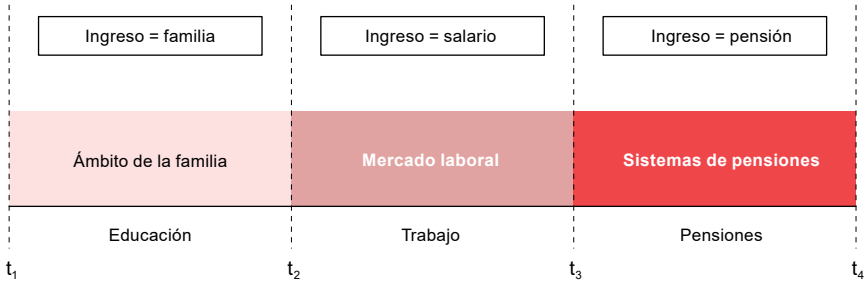 Ingreso = familia
Ingreso = salario
Ingreso = pensión
Ámbito de la familia
Mercado laboral
Sistemas de pensiones
Educación
Trabajo
Pensiones
t₁
t₂
t₃
t₄